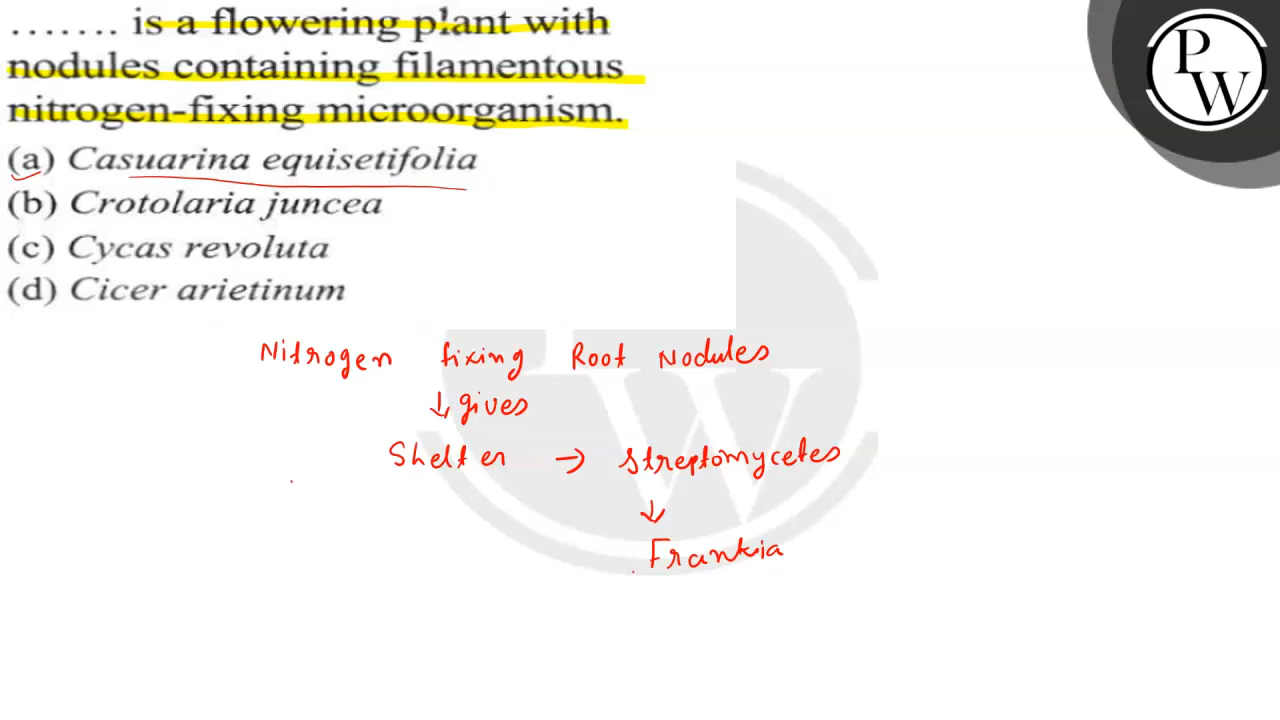 ....... is a flowering plant with
nodules containing filamentous
nitrogen-fixing microorganism.
(a) Casuarina equisetifolia
(b) Crotolaria juncea
(c) Cycas revoluta
(d) Cicer arietinum
Nitrogen fixing Root Nodules
↓ gives
Shelter → Streptomycetes
↓
Frankia
P
W